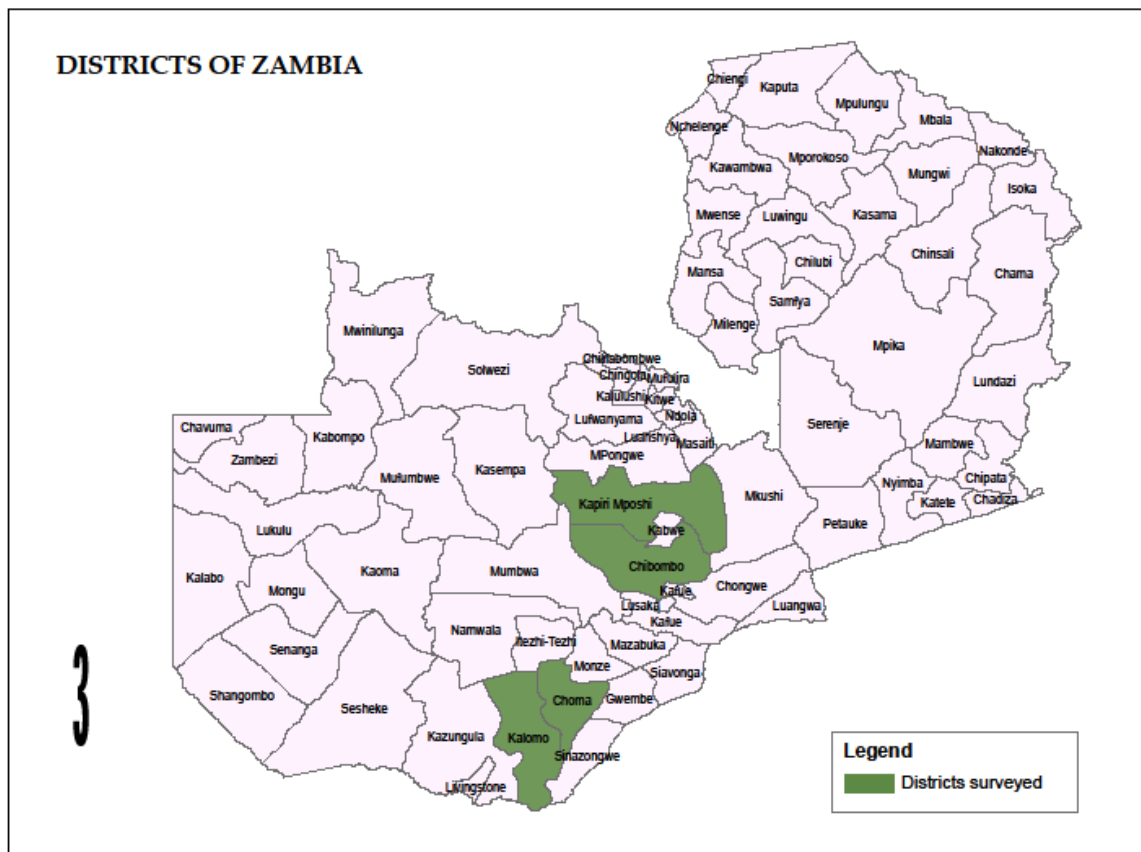 DISTRICTS OF ZAMBIA
Chiengi
Kaputa
Mpulungu
Mbala
Nchelenge
Nakonde
Mporokoso
Kawambwa
Mungwi
Isoka
Mwense
Luwingu
Kasama
Chinsali
Chilubi
Mansa
Chama
Samfya
Milenge
Mwinilunga
Mpika
Chililabombwe
Solwezi
Chingola
Mufulira
Lundazi
Kalulushi
Kitwe
Lufwanyama
Ndola
Serenje
Chavuma
Kabompo
Luanshya
Masaiti
Mambwe
Zambezi
MPongwe
Kasempa
Mufumbwe
Nyimba
Chipata
Mkushi
Chadiza
Katete
Kapiri Mposhi
Petauke
Lukulu
Kabwe
Kalabo
Kaoma
Mumbwa
Chibombo
Mongu
Chongwe
Kafue
Lusaka
Luangwa
Kafue
Namwala
Itezhi-Tezhi
Mazabuka
Senanga
Monze
Siavonga
Shangombo
Choma
Gwembe
Sesheke
Kazungula
Kalomo
Sinazongwe
Livingstone
3
Legend
Districts surveyed